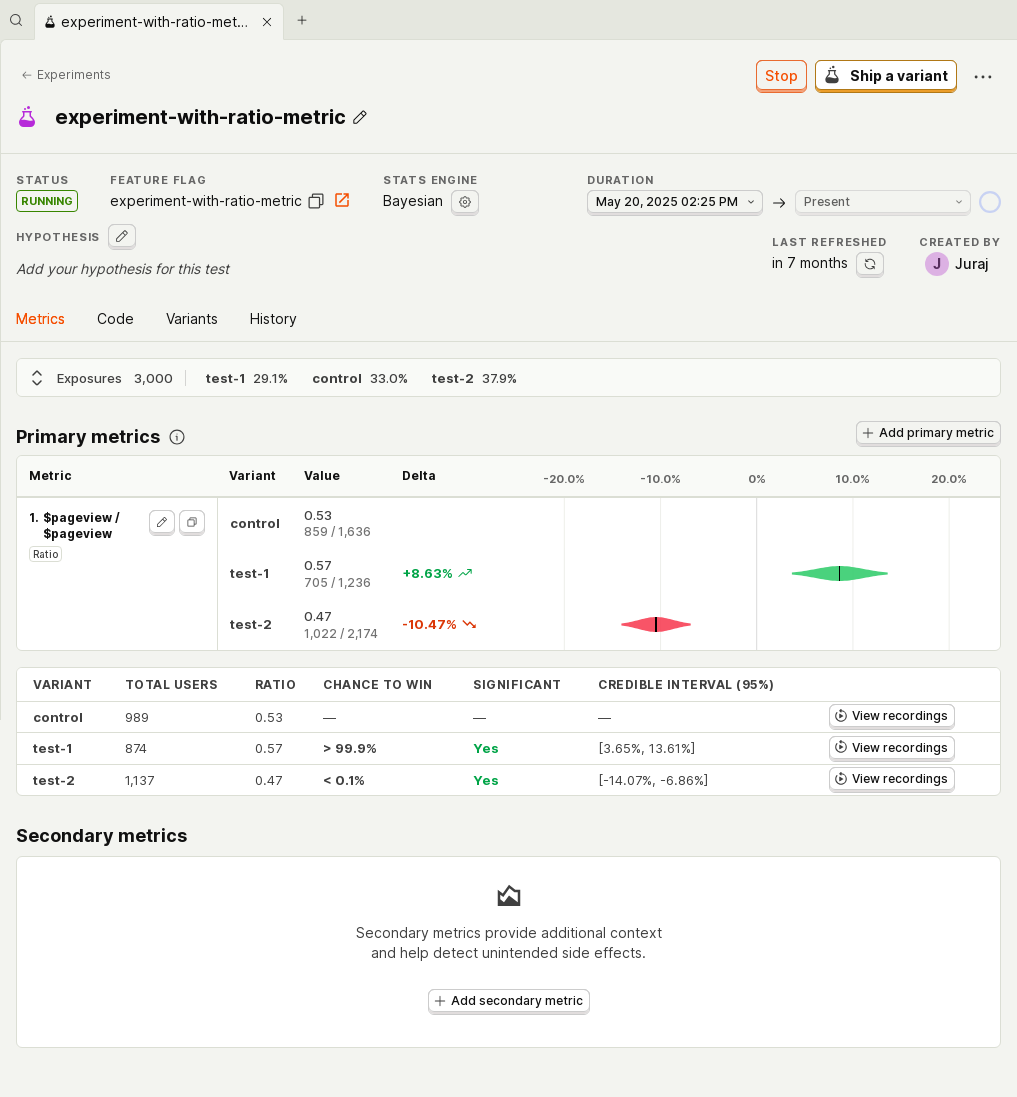 experiment-with-ratio-met...
Experiments
Stop
Ship a variant
experiment-with-ratio-metric
STATUS
FEATURE FLAG
STATS ENGINE
DURATION
RUNNING
experiment-with-ratio-metric
Bayesian
May 20, 2025 02:25 PM
Present
HYPOTHESIS
LAST REFRESHED
CREATED BY
Add your hypothesis for this test
in 7 months
J Juraj
Metrics
Code
Variants
History
Exposures 3,000 test-1 29.1% control 33.0% test-2 37.9%
Primary metrics
Add primary metric
Metric Variant Value Delta -20.0% -10.0% 0% 10.0% 20.0%
1. $pageview /
$pageview
Ratio
control
0.53
859 / 1,636
test-1
0.57
705 / 1,236
+8.63%
test-2
0.47
1,022 / 2,174
-10.47%
VARIANT TOTAL USERS RATIO CHANCE TO WIN SIGNIFICANT CREDIBLE INTERVAL (95%)
control 989 0.53 — — — View recordings
test-1 874 0.57 > 99.9% Yes [3.65%, 13.61%] View recordings
test-2 1,137 0.47 < 0.1% Yes [-14.07%, -6.86%] View recordings
Secondary metrics
Secondary metrics provide additional context
and help detect unintended side effects.
Add secondary metric